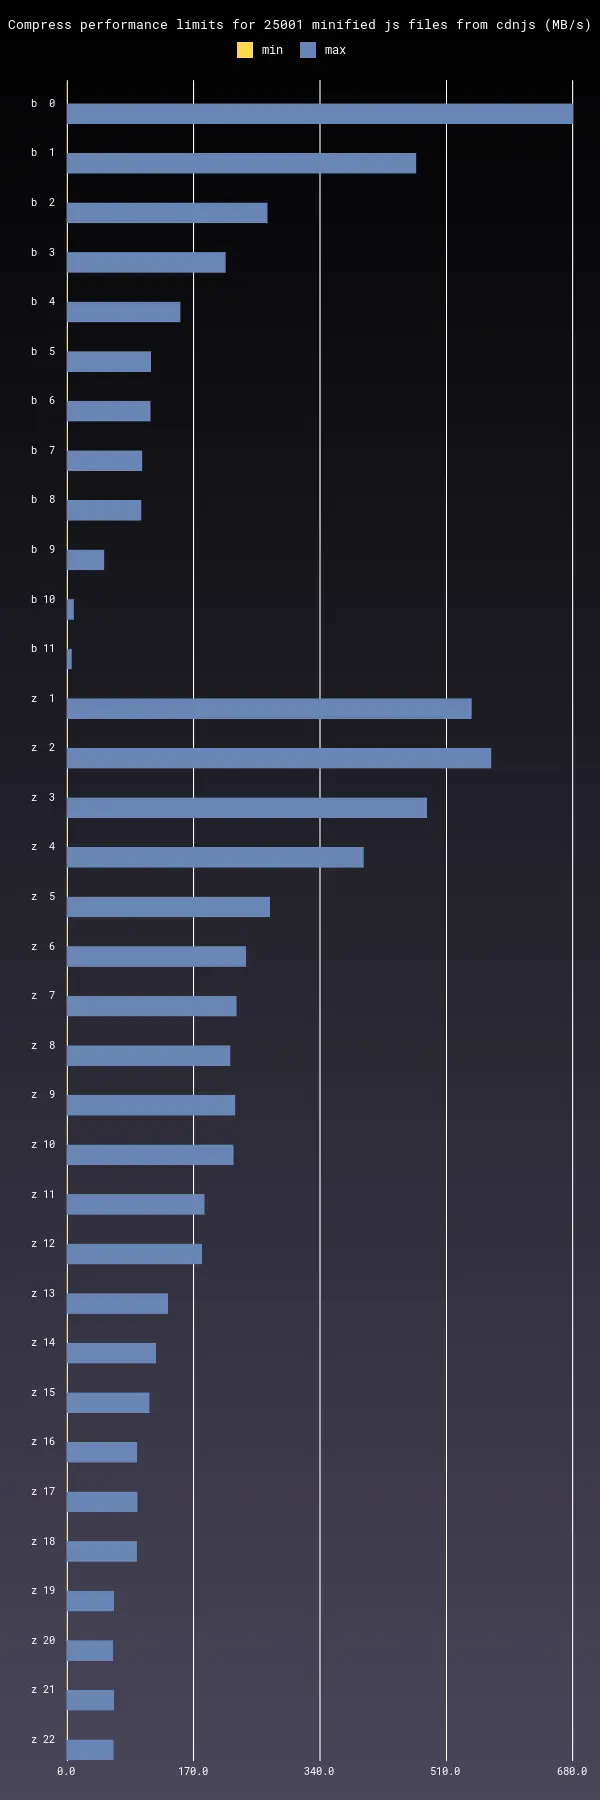 Compress performance limits for 25001 minified js files from cdnjs (MB/s)
min max
b 0
b 1
b 2
b 3
b 4
b 5
b 6
b 7
b 8
b 9
b 10
b 11
z 1
z 2
z 3
z 4
z 5
z 6
z 7
z 8
z 9
z 10
z 11
z 12
z 13
z 14
z 15
z 16
z 17
z 18
z 19
z 20
z 21
z 22
0.0 170.0 340.0 510.0 680.0